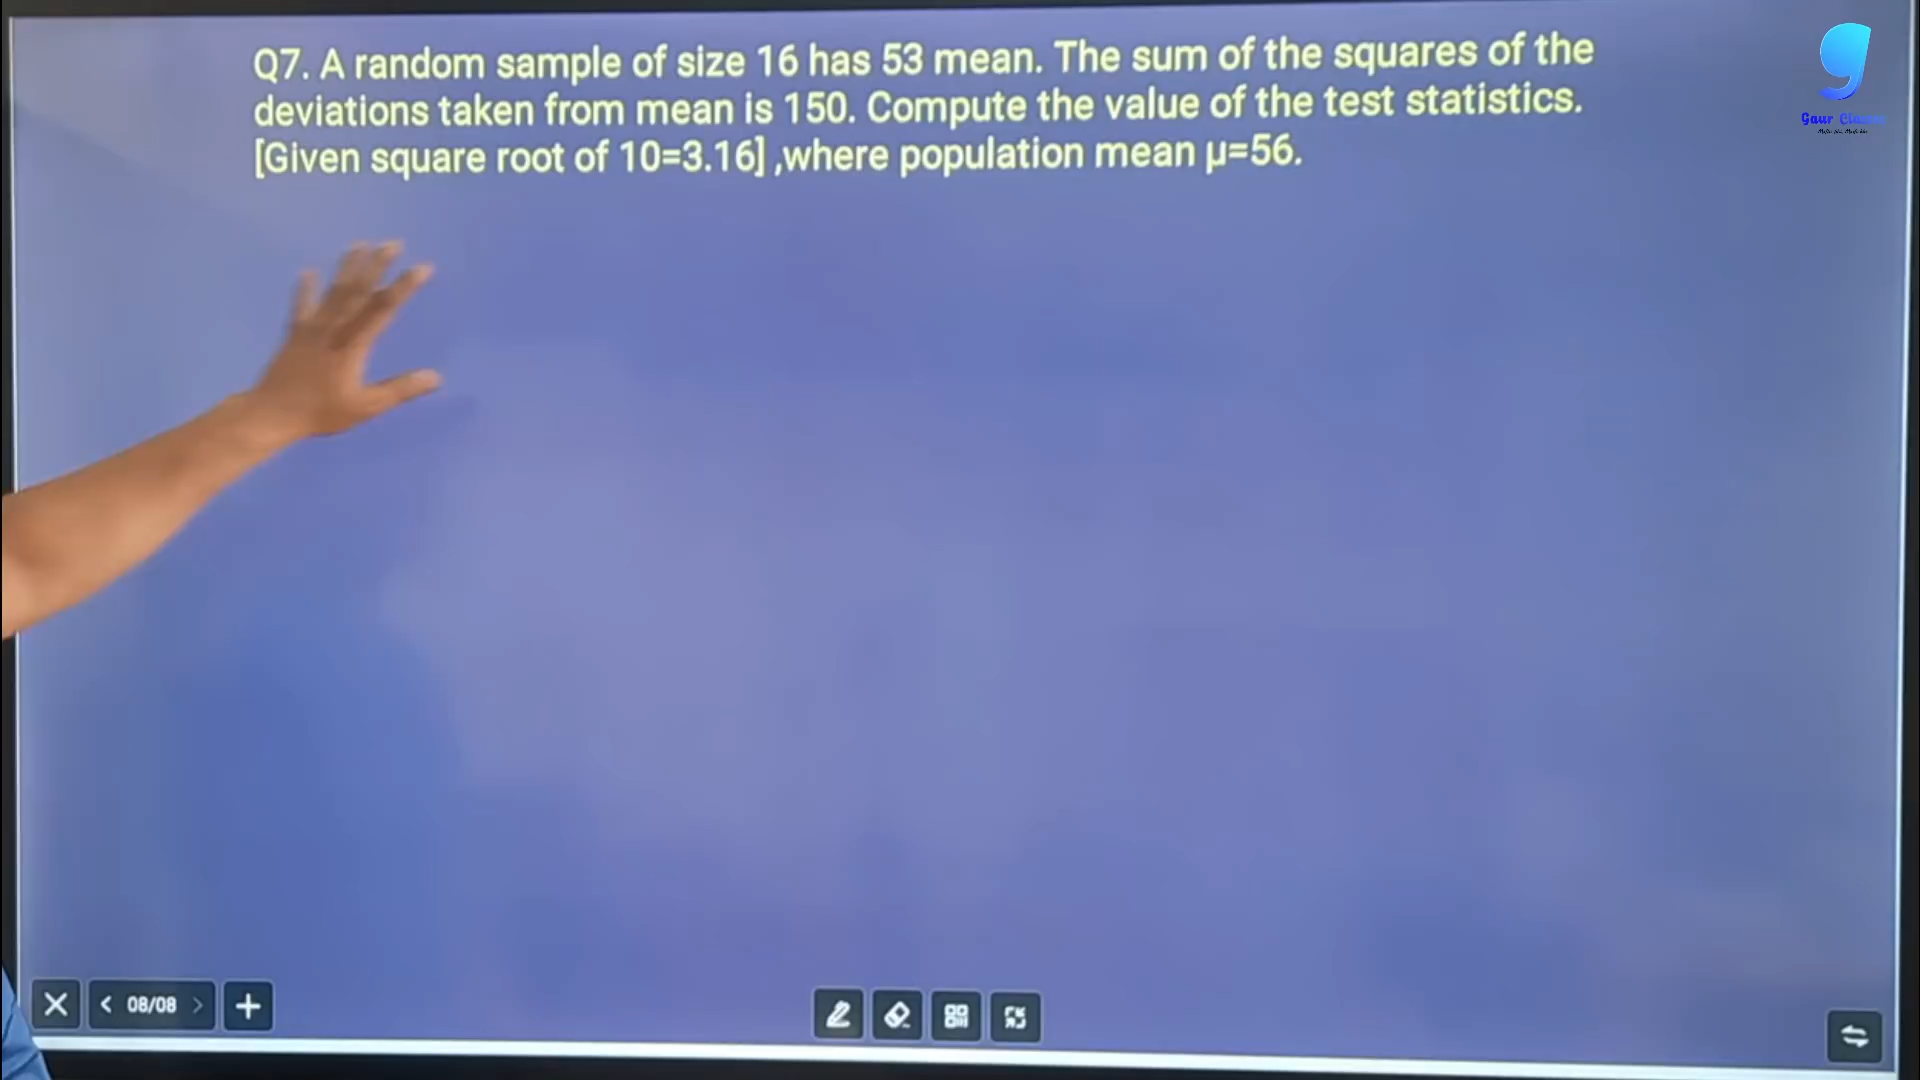 Q7. A random sample of size 16 has 53 mean. The sum of the squares of the
deviations taken from mean is 150. Compute the value of the test statistics.
[Given square root of 10=3.16] ,where population mean μ=56.
08/08